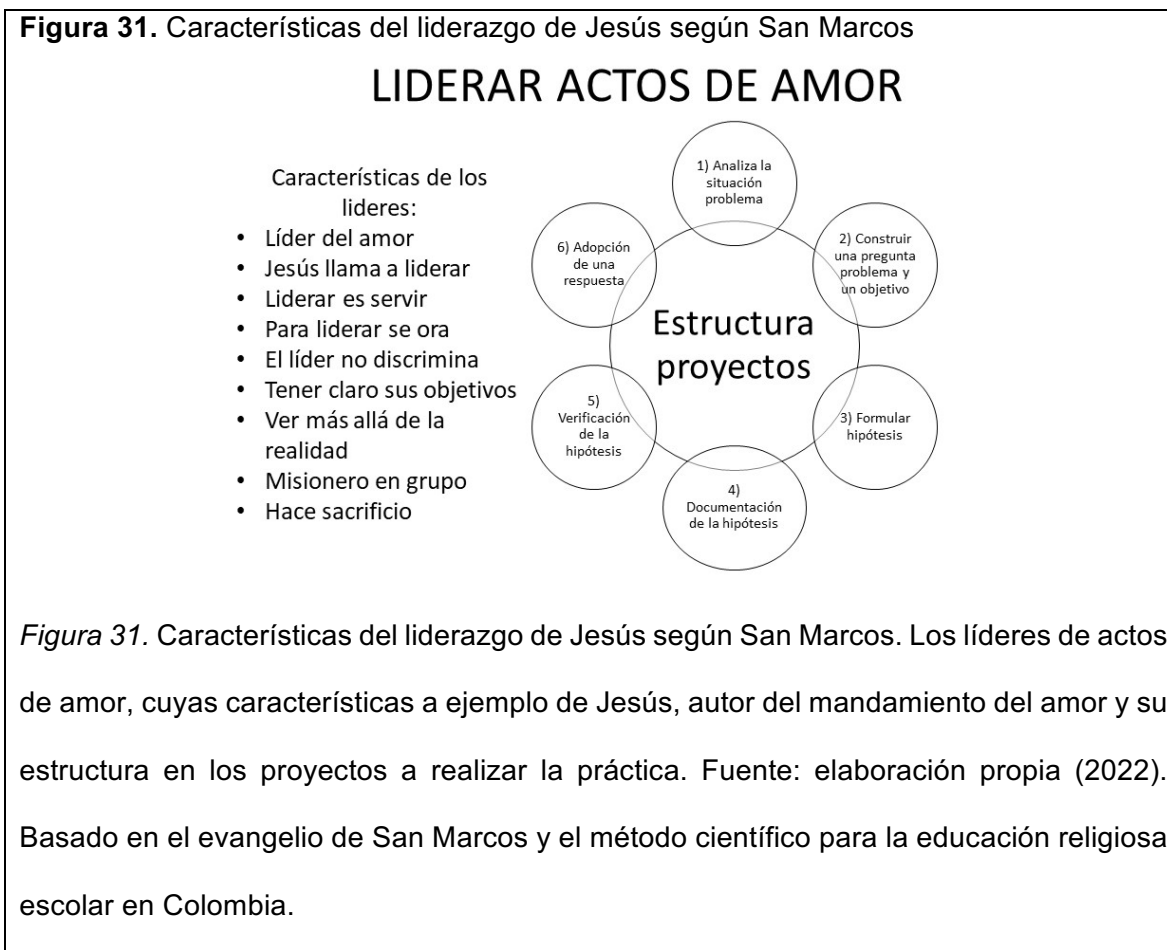 Figura 31. Características del liderazgo de Jesús según San Marcos
LIDERAR ACTOS DE AMOR
Características de los
lideres:
• Líder del amor
• Jesús llama a liderar
• Liderar es servir
• Para liderar se ora
• El líder no discrimina
• Tener claro sus objetivos
• Ver más allá de la
realidad
• Misionero en grupo
• Hace sacrificio
1) Analiza la
situación
problema
2) Construir
una pregunta
problema y
un objetivo
3) Formular
hipótesis
4)
Documentación
de la hipótesis
5)
Verificación
de la
hipótesis
6) Adopción
de una
respuesta
Estructura
proyectos
Figura 31. Características del liderazgo de Jesús según San Marcos. Los líderes de actos
de amor, cuyas características a ejemplo de Jesús, autor del mandamiento del amor y su
estructura en los proyectos a realizar la práctica. Fuente: elaboración propia (2022).
Basado en el evangelio de San Marcos y el método científico para la educación religiosa
escolar en Colombia.